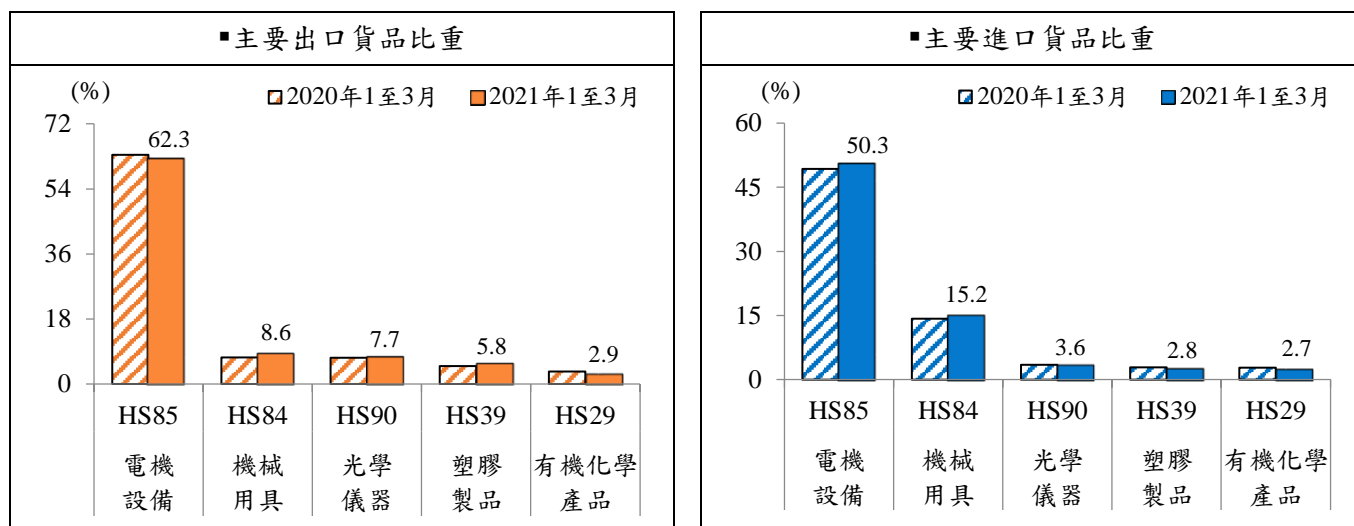 ▪主要出口貨品比重
(%)
2020年1至3月 2021年1至3月
72
54
36
18
0
62.3
8.6
7.7
5.8
2.9
HS85 HS84 HS90 HS39 HS29
電機 機械 光學 塑膠 有機化學
設備 用具 儀器 製品 產品
▪主要進口貨品比重
(%)
2020年1至3月 2021年1至3月
60
45
30
15
0
50.3
15.2
3.6
2.8
2.7
HS85 HS84 HS90 HS39 HS29
電機 機械 光學 塑膠 有機化學
設備 用具 儀器 製品 產品